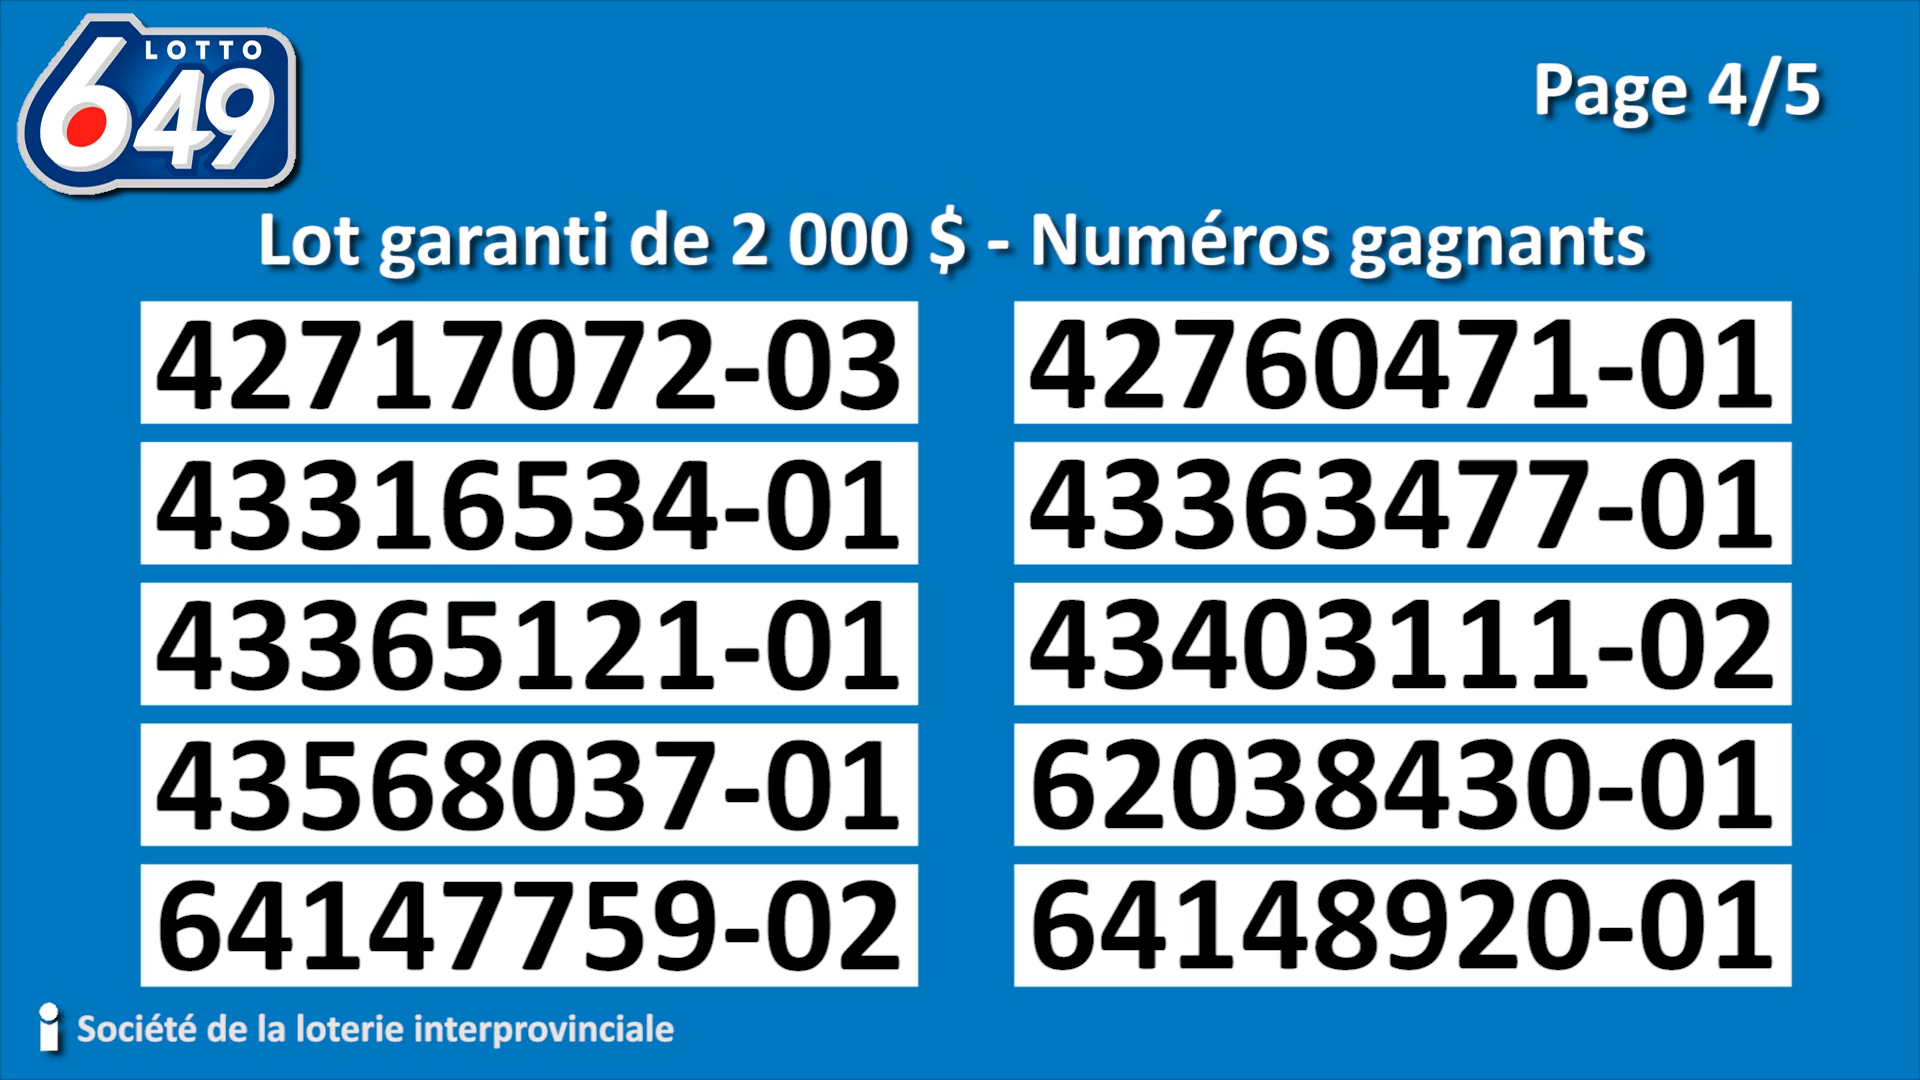 LOTTO
649
Page 4/5
Lot garanti de 2 000 $ - Numéros gagnants
42717072-03 42760471-01
43316534-01 43363477-01
43365121-01 43403111-02
43568037-01 62038430-01
64147759-02 64148920-01
Société de la loterie interprovinciale